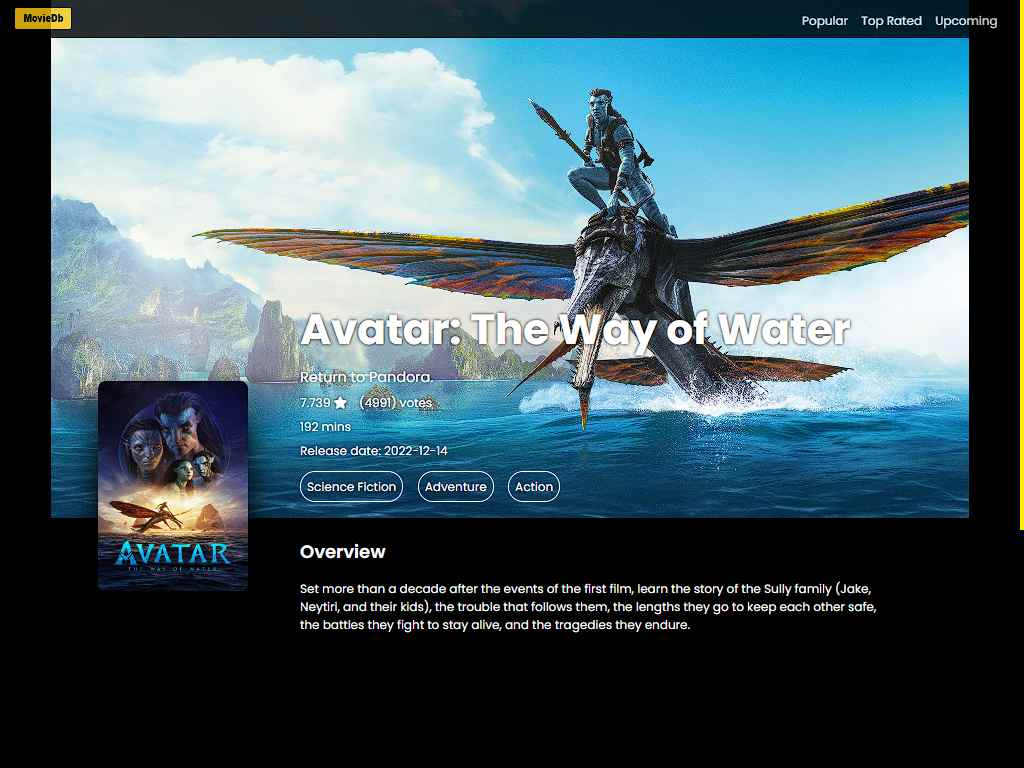 MovieDb
Popular Top Rated Upcoming
Avatar: The Way of Water
Return to Pandora.
7.739 (4991) votes
192 mins
Release date: 2022-12-14
Science Fiction Adventure Action
AVATAR
THE WAY OF WATER
Overview
Set more than a decade after the events of the first film, learn the story of the Sully family (Jake,
Neytiri, and their kids), the trouble that follows them, the lengths they go to keep each other safe,
the battles they fight to stay alive, and the tragedies they endure.